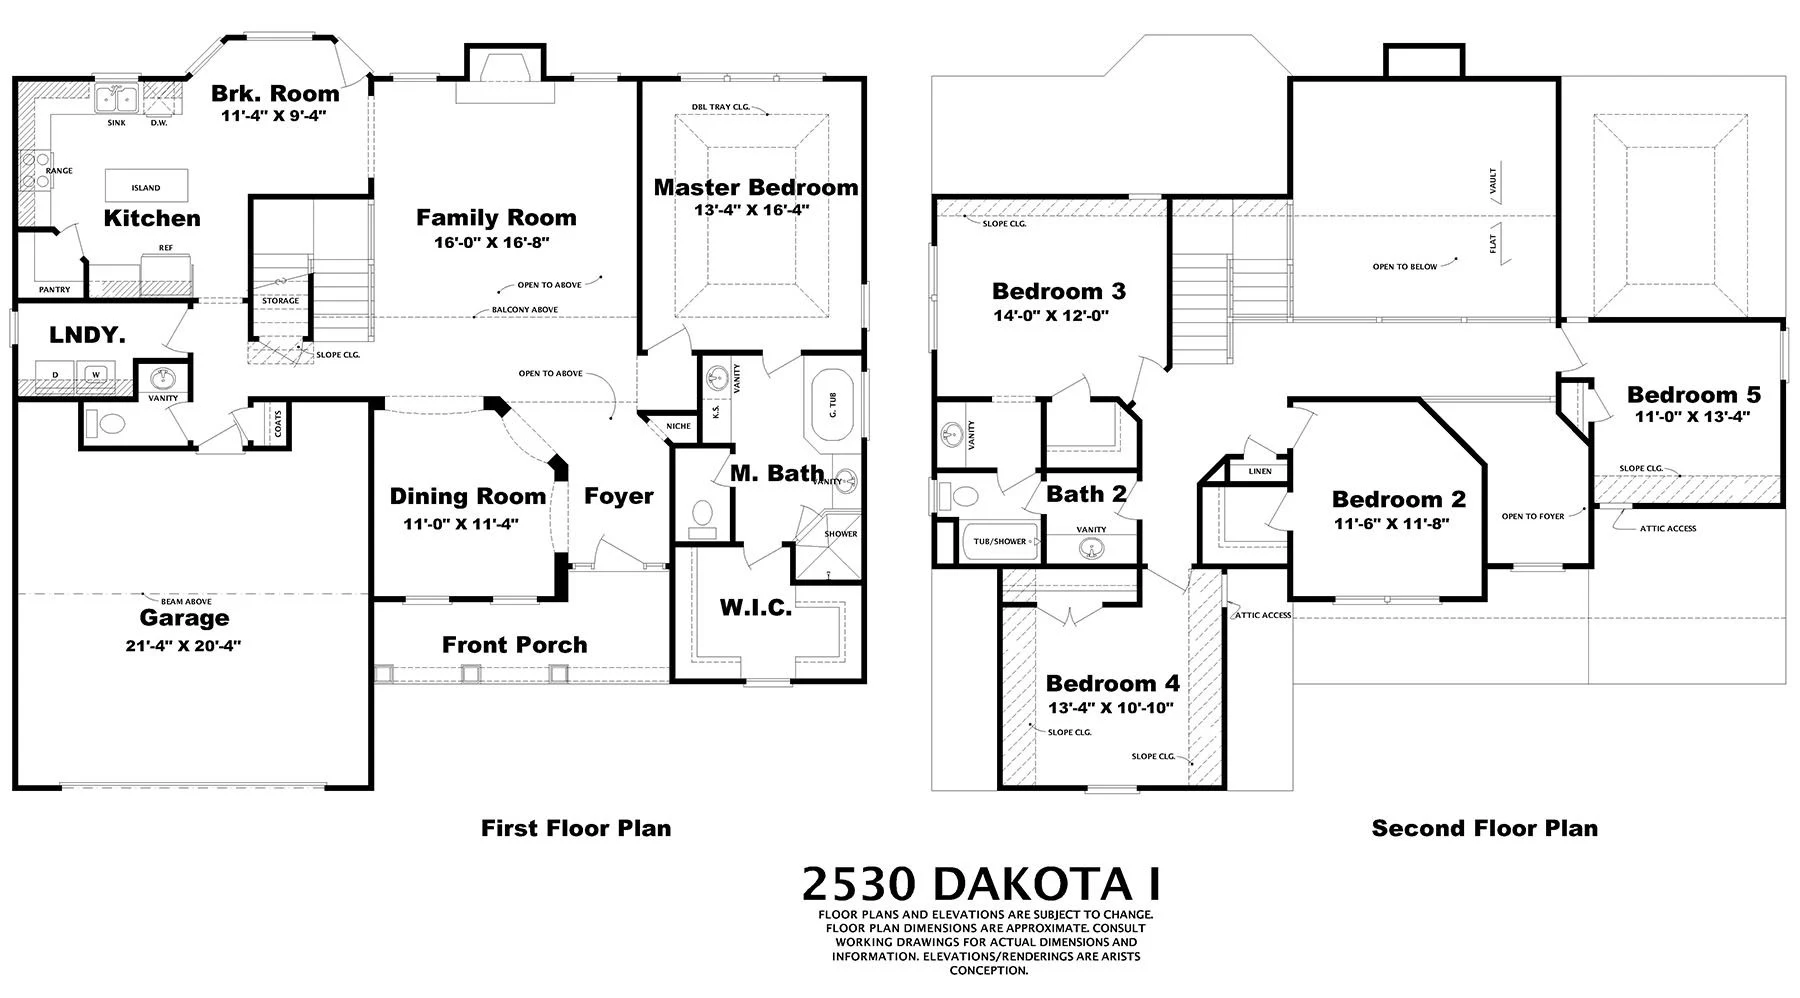 Brk. Room
11'-4" X 9'-4"
SINK
D.W.
RANGE
ISLAND
Kitchen
REF
PANTRY
Family Room
16'-0" X 16'-8"
OPEN TO ABOVE
BALCONY ABOVE
STORAGE
SLOPE CLG.
OPEN TO ABOVE
DBL TRAY CLG.
Master Bedroom
13'-4" X 16'-4"
LNDY.
D
W
VANITY
COATS
NICHE
K.S.
VANITY
G. TUB
M. Bath
VANITY
SHOWER
W.I.C.
Dining Room
11'-0" X 11'-4"
Foyer
BEAM ABOVE
Garage
21'-4" X 20'-4"
Front Porch
First Floor Plan
SLOPE CLG.
VAULT
FLAT
OPEN TO BELOW
Bedroom 3
14'-0" X 12'-0"
VANITY
Bath 2
VANITY
TUB/SHOWER
LINEN
Bedroom 2
11'-6" X 11'-8"
OPEN TO FOYER
Bedroom 5
11'-0" X 13'-4"
SLOPE CLG.
ATTIC ACCESS
ATTIC ACCESS
Bedroom 4
13'-4" X 10'-10"
SLOPE CLG.
SLOPE CLG.
Second Floor Plan
2530 DAKOTA I
FLOOR PLANS AND ELEVATIONS ARE SUBJECT TO CHANGE.
FLOOR PLAN DIMENSIONS ARE APPROXIMATE. CONSULT
WORKING DRAWINGS FOR ACTUAL DIMENSIONS AND
INFORMATION. ELEVATIONS/RENDERINGS ARE ARISTS
CONCEPTION.